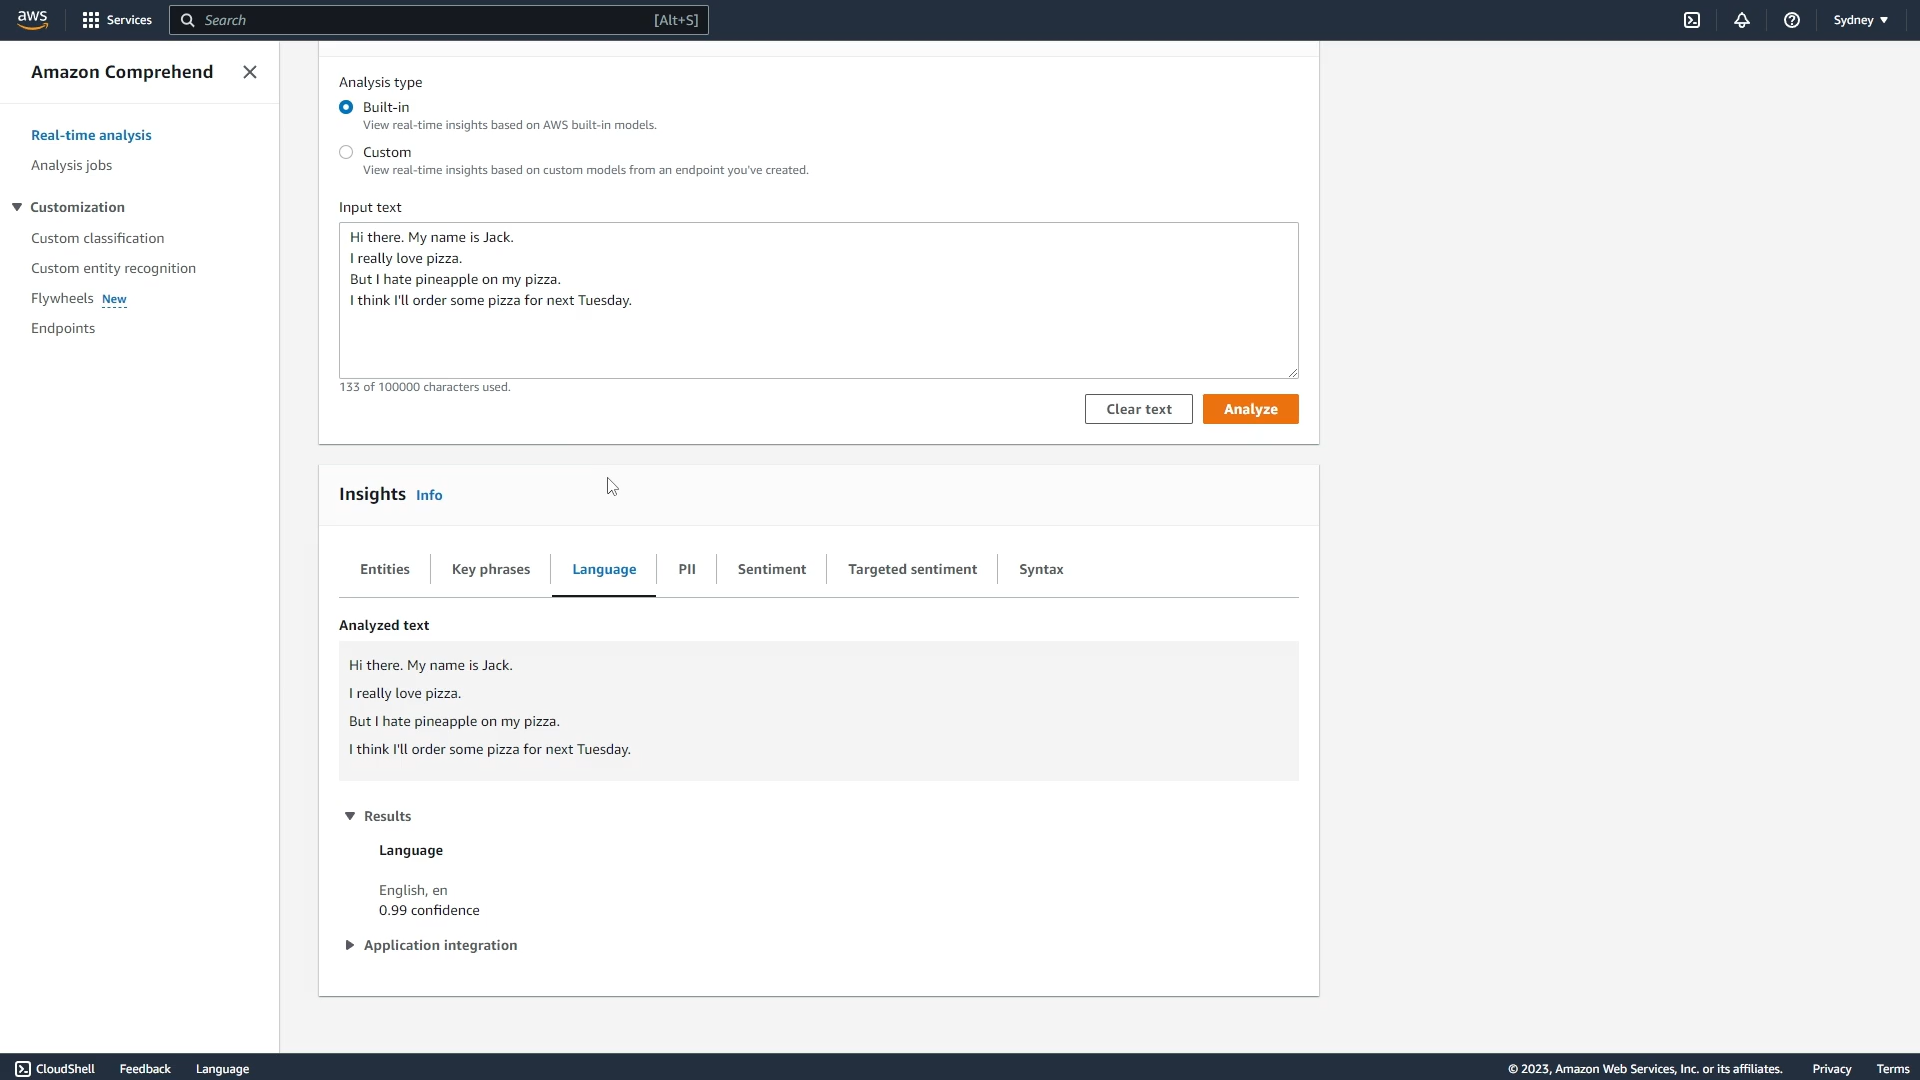 aws
Services
Search
[Alt+S]
Sydney
Amazon Comprehend
Real-time analysis
Analysis jobs
Customization
Custom classification
Custom entity recognition
Flywheels New
Endpoints
Analysis type
Built-in
View real-time insights based on AWS built-in models.
Custom
View real-time insights based on custom models from an endpoint you've created.
Input text
Hi there. My name is Jack.
I really love pizza.
But I hate pineapple on my pizza.
I think I'll order some pizza for next Tuesday.
133 of 100000 characters used.
Clear text
Analyze
Insights Info
Entities
Key phrases
Language
PII
Sentiment
Targeted sentiment
Syntax
Analyzed text
Hi there. My name is Jack.
I really love pizza.
But I hate pineapple on my pizza.
I think I'll order some pizza for next Tuesday.
Results
Language
English, en
0.99 confidence
Application integration
CloudShell
Feedback
Language
© 2023, Amazon Web Services, Inc. or its affiliates.
Privacy
Terms